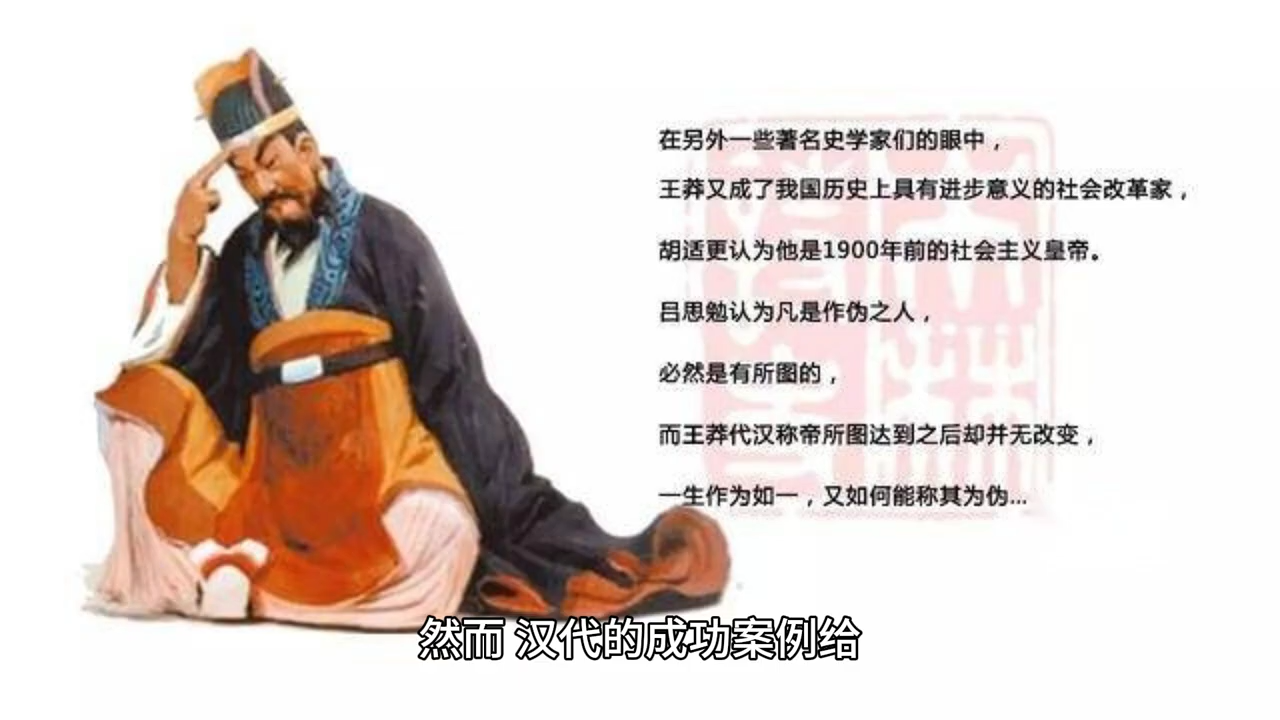 在另外一些著名史学家们的眼中，
王莽又成了我国历史上具有进步意义的社会改革家，
胡适更认为他是1900年前的社会主义皇帝。
吕思勉认为凡是作伪之人，
必然是有所图的，
而王莽代汉称帝所图达到之后却并无改变，
一生作为如一，又如何能称其为伪...
然而 汉代的成功案例给